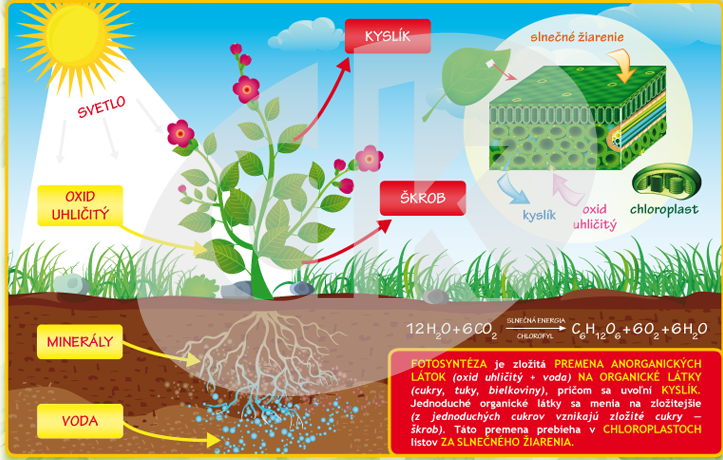 KYSLÍK
slnečné žiarenie
SVETLO
OXID
UHLIČITÝ
ŠKROB
kyslík
oxid
uhličitý
chloroplast
MINERÁLY
12H₂O+6CO₂ SLNEČNÁ ENERGIA CHLOROFYL C₆H₁₂O₆+6O₂+6H₂O
VODA
FOTOSYNTÉZA je zložitá PREMENA ANORGANICKÝCH
LÁTOK (oxid uhličitý + voda) NA ORGANICKÉ LÁTKY
(cukry, tuky, bielkoviny), pričom sa uvoľní KYSLÍK.
Jednoduché organické látky sa menia na zložitejšie
(z jednoduchých cukrov vznikajú zložité cukry –
škrob). Táto premena prebieha v CHLOROPLASTOCH
listov ZA SLNEČNÉHO ŽIARENIA.